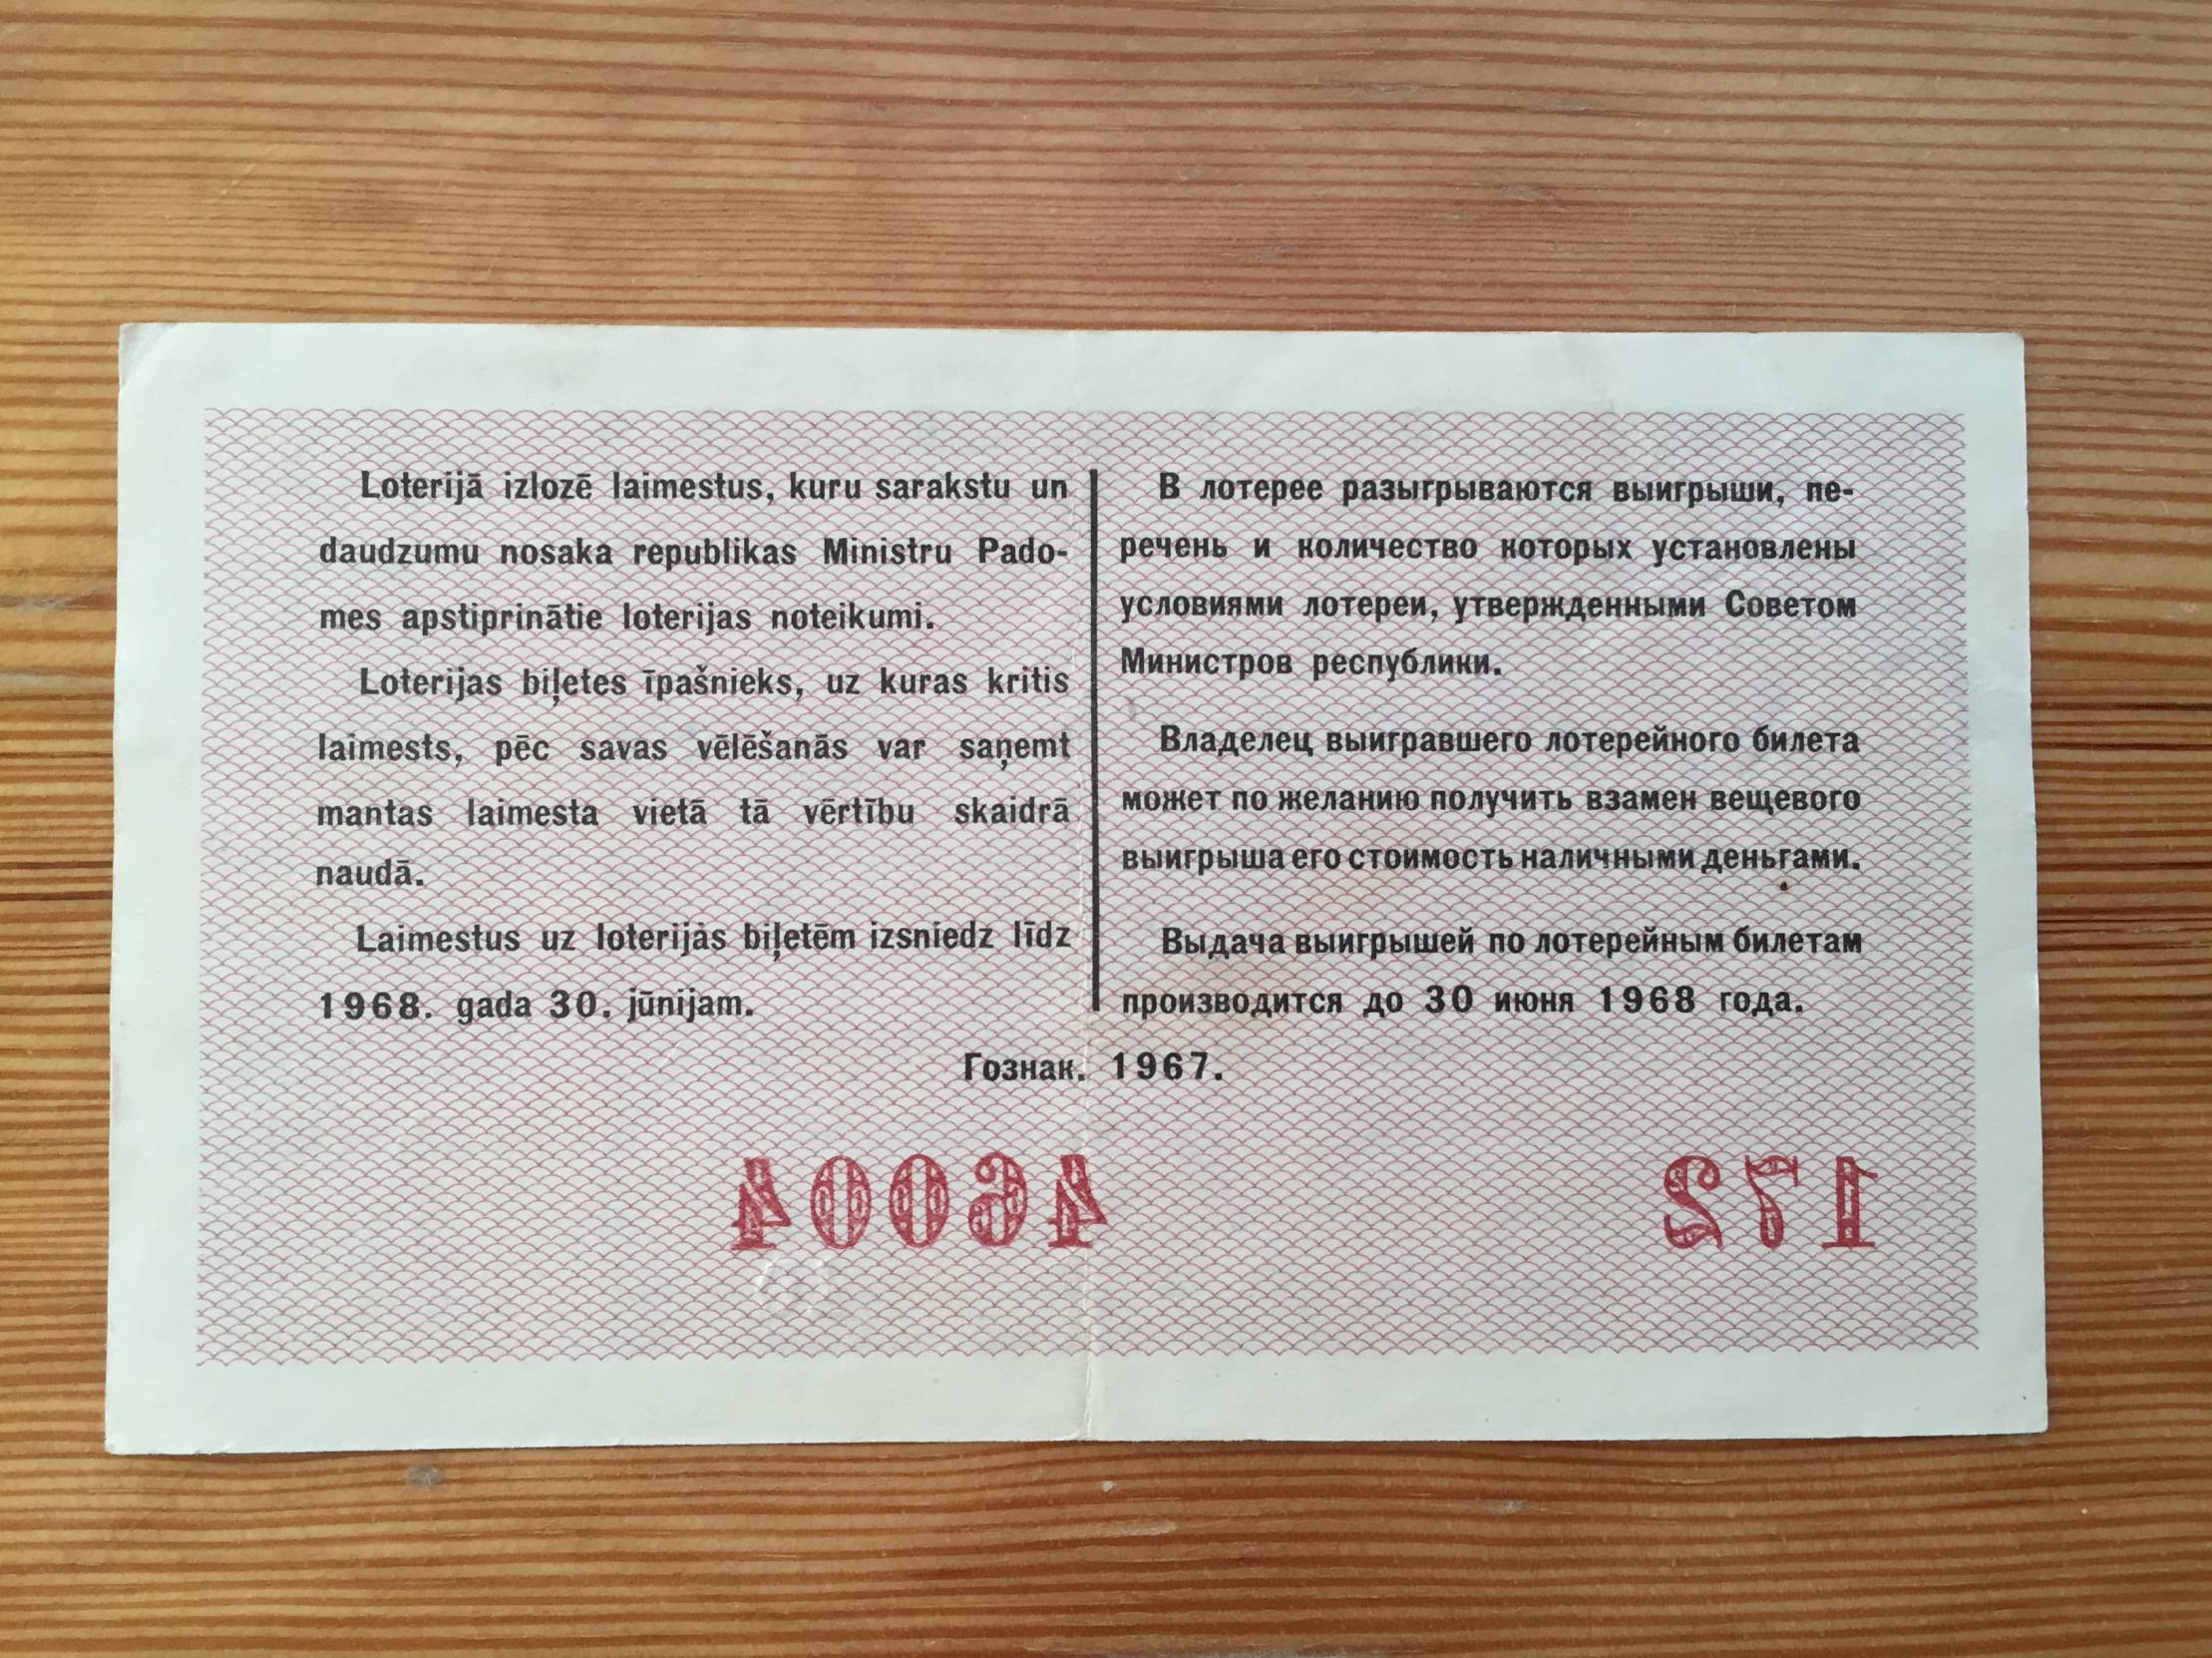 Loterijā izlozē laimestus, kuru sarakstu un
daudzumu nosaka republikas Ministru Pado-
mes apstiprinātie loterijas noteikumi.
Loterijas biļetes īpašnieks, uz kuras kritis
laimests, pēc savas vēlēšanās var saņemt
mantas laimesta vietā tā vērtību skaidrā
naudā.
Laimestus uz loterijas biļetēm izsniedz līdz
1968. gada 30. jūnijam.
В лотерее разыгрываются выигрыши, пе-
речень и количество которых установлены
условиями лотереи, утвержденными Советом
Министров республики.
Владелец выигравшего лотерейного билета
может по желанию получить взамен вещевого
выигрыша его стоимость наличными деньгами.
Выдача выигрышей по лотерейным билетам
производится до 30 июня 1968 года.
Гознак. 1967.
46004
172